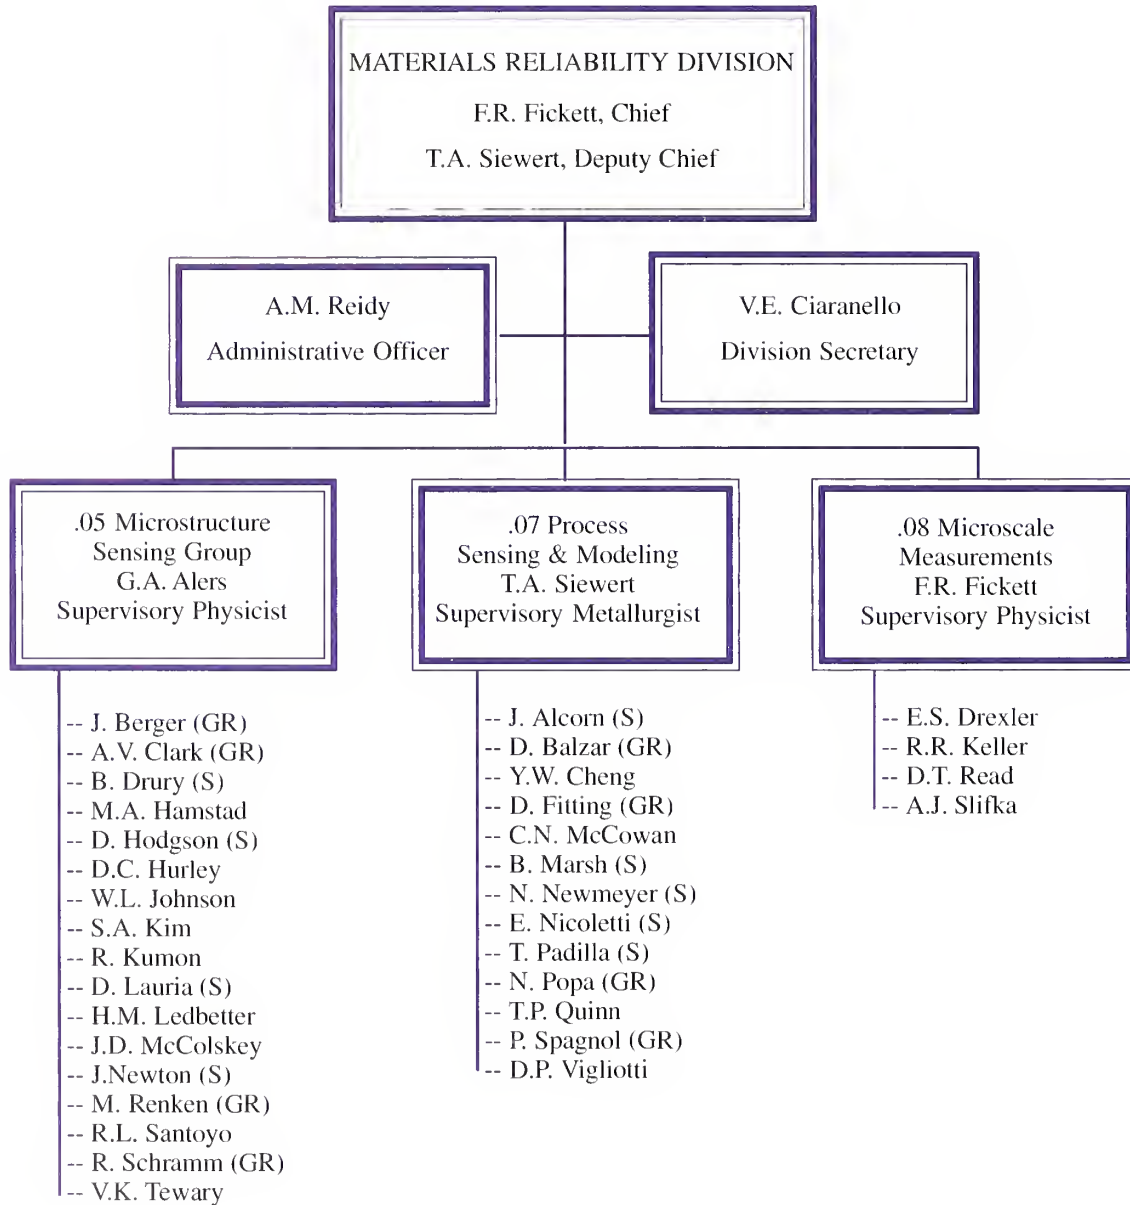 MATERIALS RELIABILITY DIVISION
F.R. Fickett, Chief
T.A. Siewert, Deputy Chief
A.M. Reidy
Administrative Officer
V.E. Ciaranello
Division Secretary
.05 Microstructure
Sensing Group
G.A. Alers
Supervisory Physicist
.07 Process
Sensing & Modeling
T.A. Siewert
Supervisory Metallurgist
.08 Microscale
Measurements
F.R. Fickett
Supervisory Physicist
-- J. Berger (GR)
-- A.V. Clark (GR)
-- B. Drury (S)
-- M.A. Hamstad
-- D. Hodgson (S)
-- D.C. Hurley
-- W.L. Johnson
-- S.A. Kim
-- R. Kumon
-- D. Lauria (S)
-- H.M. Ledbetter
-- J.D. McColskey
-- J.Newton (S)
-- M. Renken (GR)
-- R.L. Santoyo
-- R. Schramm (GR)
-- V.K. Tewary
-- J. Alcorn (S)
-- D. Balzar (GR)
-- Y.W. Cheng
-- D. Fitting (GR)
-- C.N. McCowan
-- B. Marsh (S)
-- N. Newmeyer (S)
-- E. Nicoletti (S)
-- T. Padilla (S)
-- N. Popa (GR)
-- T.P. Quinn
-- P. Spagnol (GR)
-- D.P. Vigliotti
-- E.S. Drexler
-- R.R. Keller
-- D.T. Read
-- A.J. Slifka